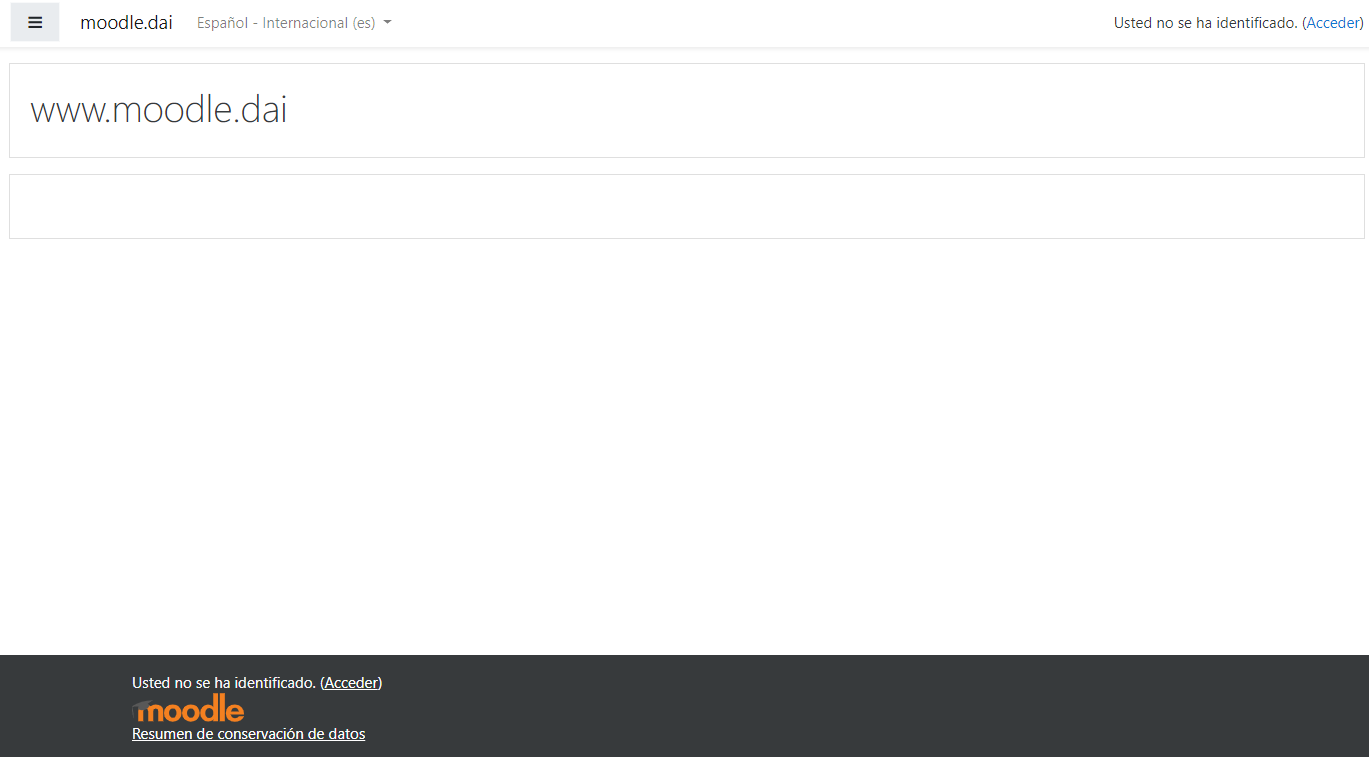 moodle.dai Español - Internacional (es) Usted no se ha identificado. (Acceder)
www.moodle.dai
Usted no se ha identificado. (Acceder)
moodle
Resumen de conservación de datos